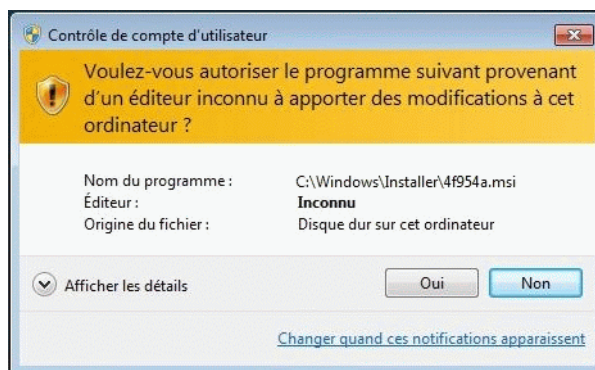 Contrôle de compte d'utilisateur
Voulez-vous autoriser le programme suivant provenant
d'un éditeur inconnu à apporter des modifications à cet
ordinateur ?
Nom du programme : C:\Windows\Installer\4f954a.msi
Éditeur : Inconnu
Origine du fichier : Disque dur sur cet ordinateur
Afficher les détails Oui Non
Changer quand ces notifications apparaissent